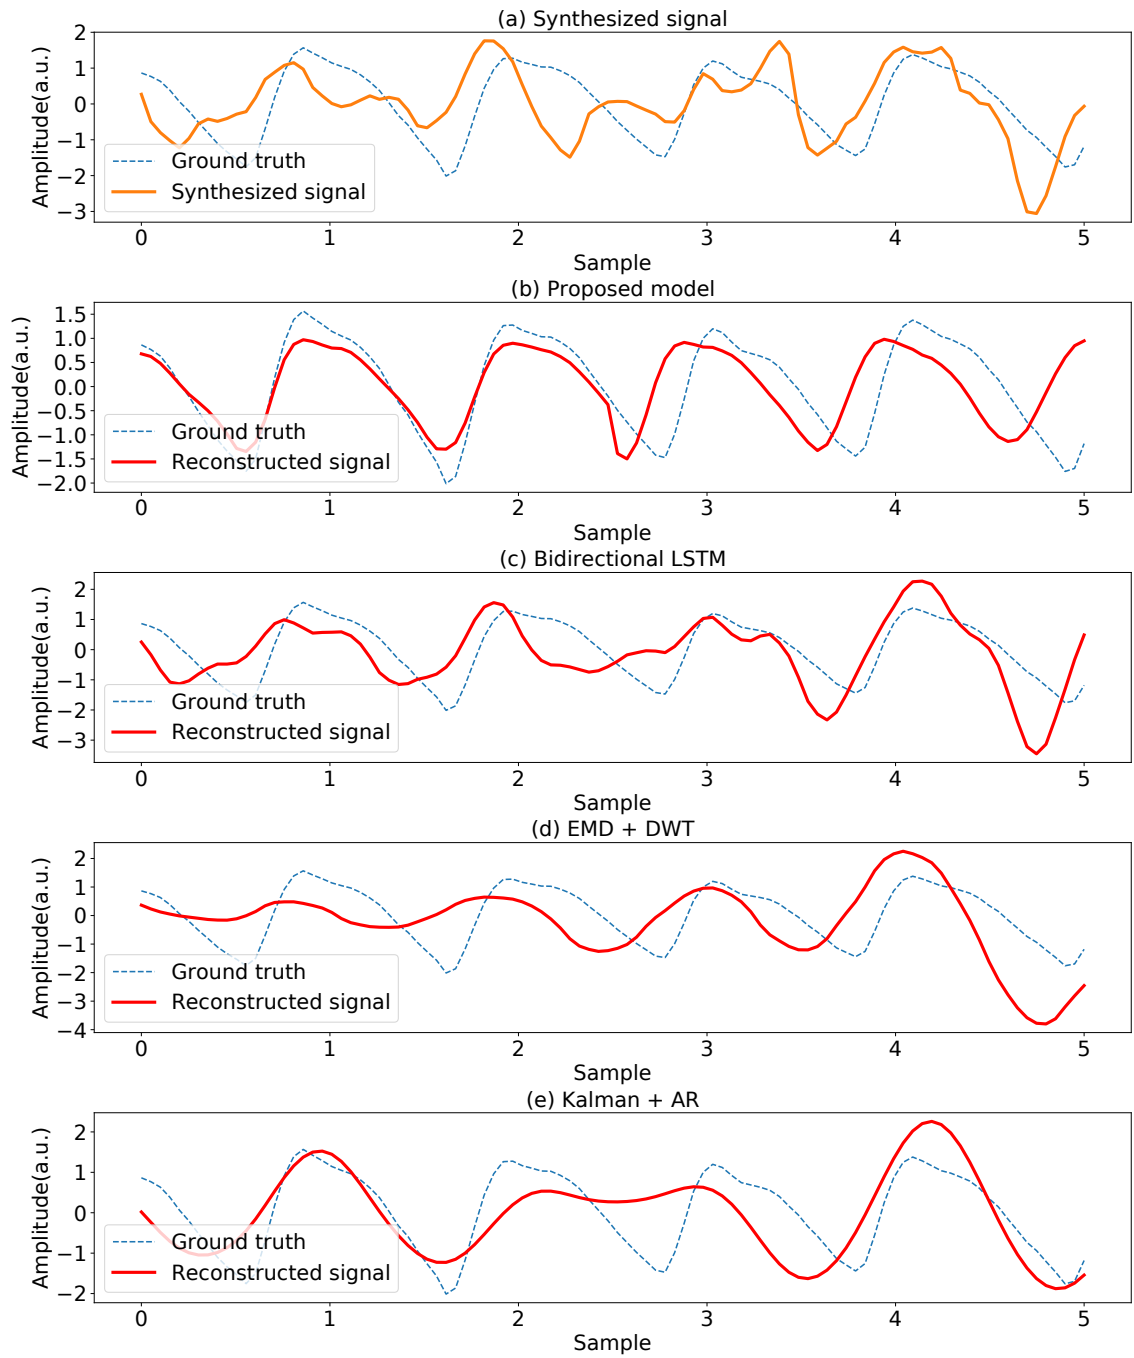 (a) Synthesized signal
Amplitude(a.u.)
2
1
0
−1
−2
−3
Ground truth
Synthesized signal
0 1 2 3 4 5
Sample
(b) Proposed model
Amplitude(a.u.)
1.5
1.0
0.5
0.0
−0.5
−1.0
−1.5
−2.0
Ground truth
Reconstructed signal
0 1 2 3 4 5
Sample
(c) Bidirectional LSTM
Amplitude(a.u.)
2
1
0
−1
−2
−3
Ground truth
Reconstructed signal
0 1 2 3 4 5
Sample
(d) EMD + DWT
Amplitude(a.u.)
2
1
0
−1
−2
−3
−4
Ground truth
Reconstructed signal
0 1 2 3 4 5
Sample
(e) Kalman + AR
Amplitude(a.u.)
2
1
0
−1
−2
Ground truth
Reconstructed signal
0 1 2 3 4 5
Sample